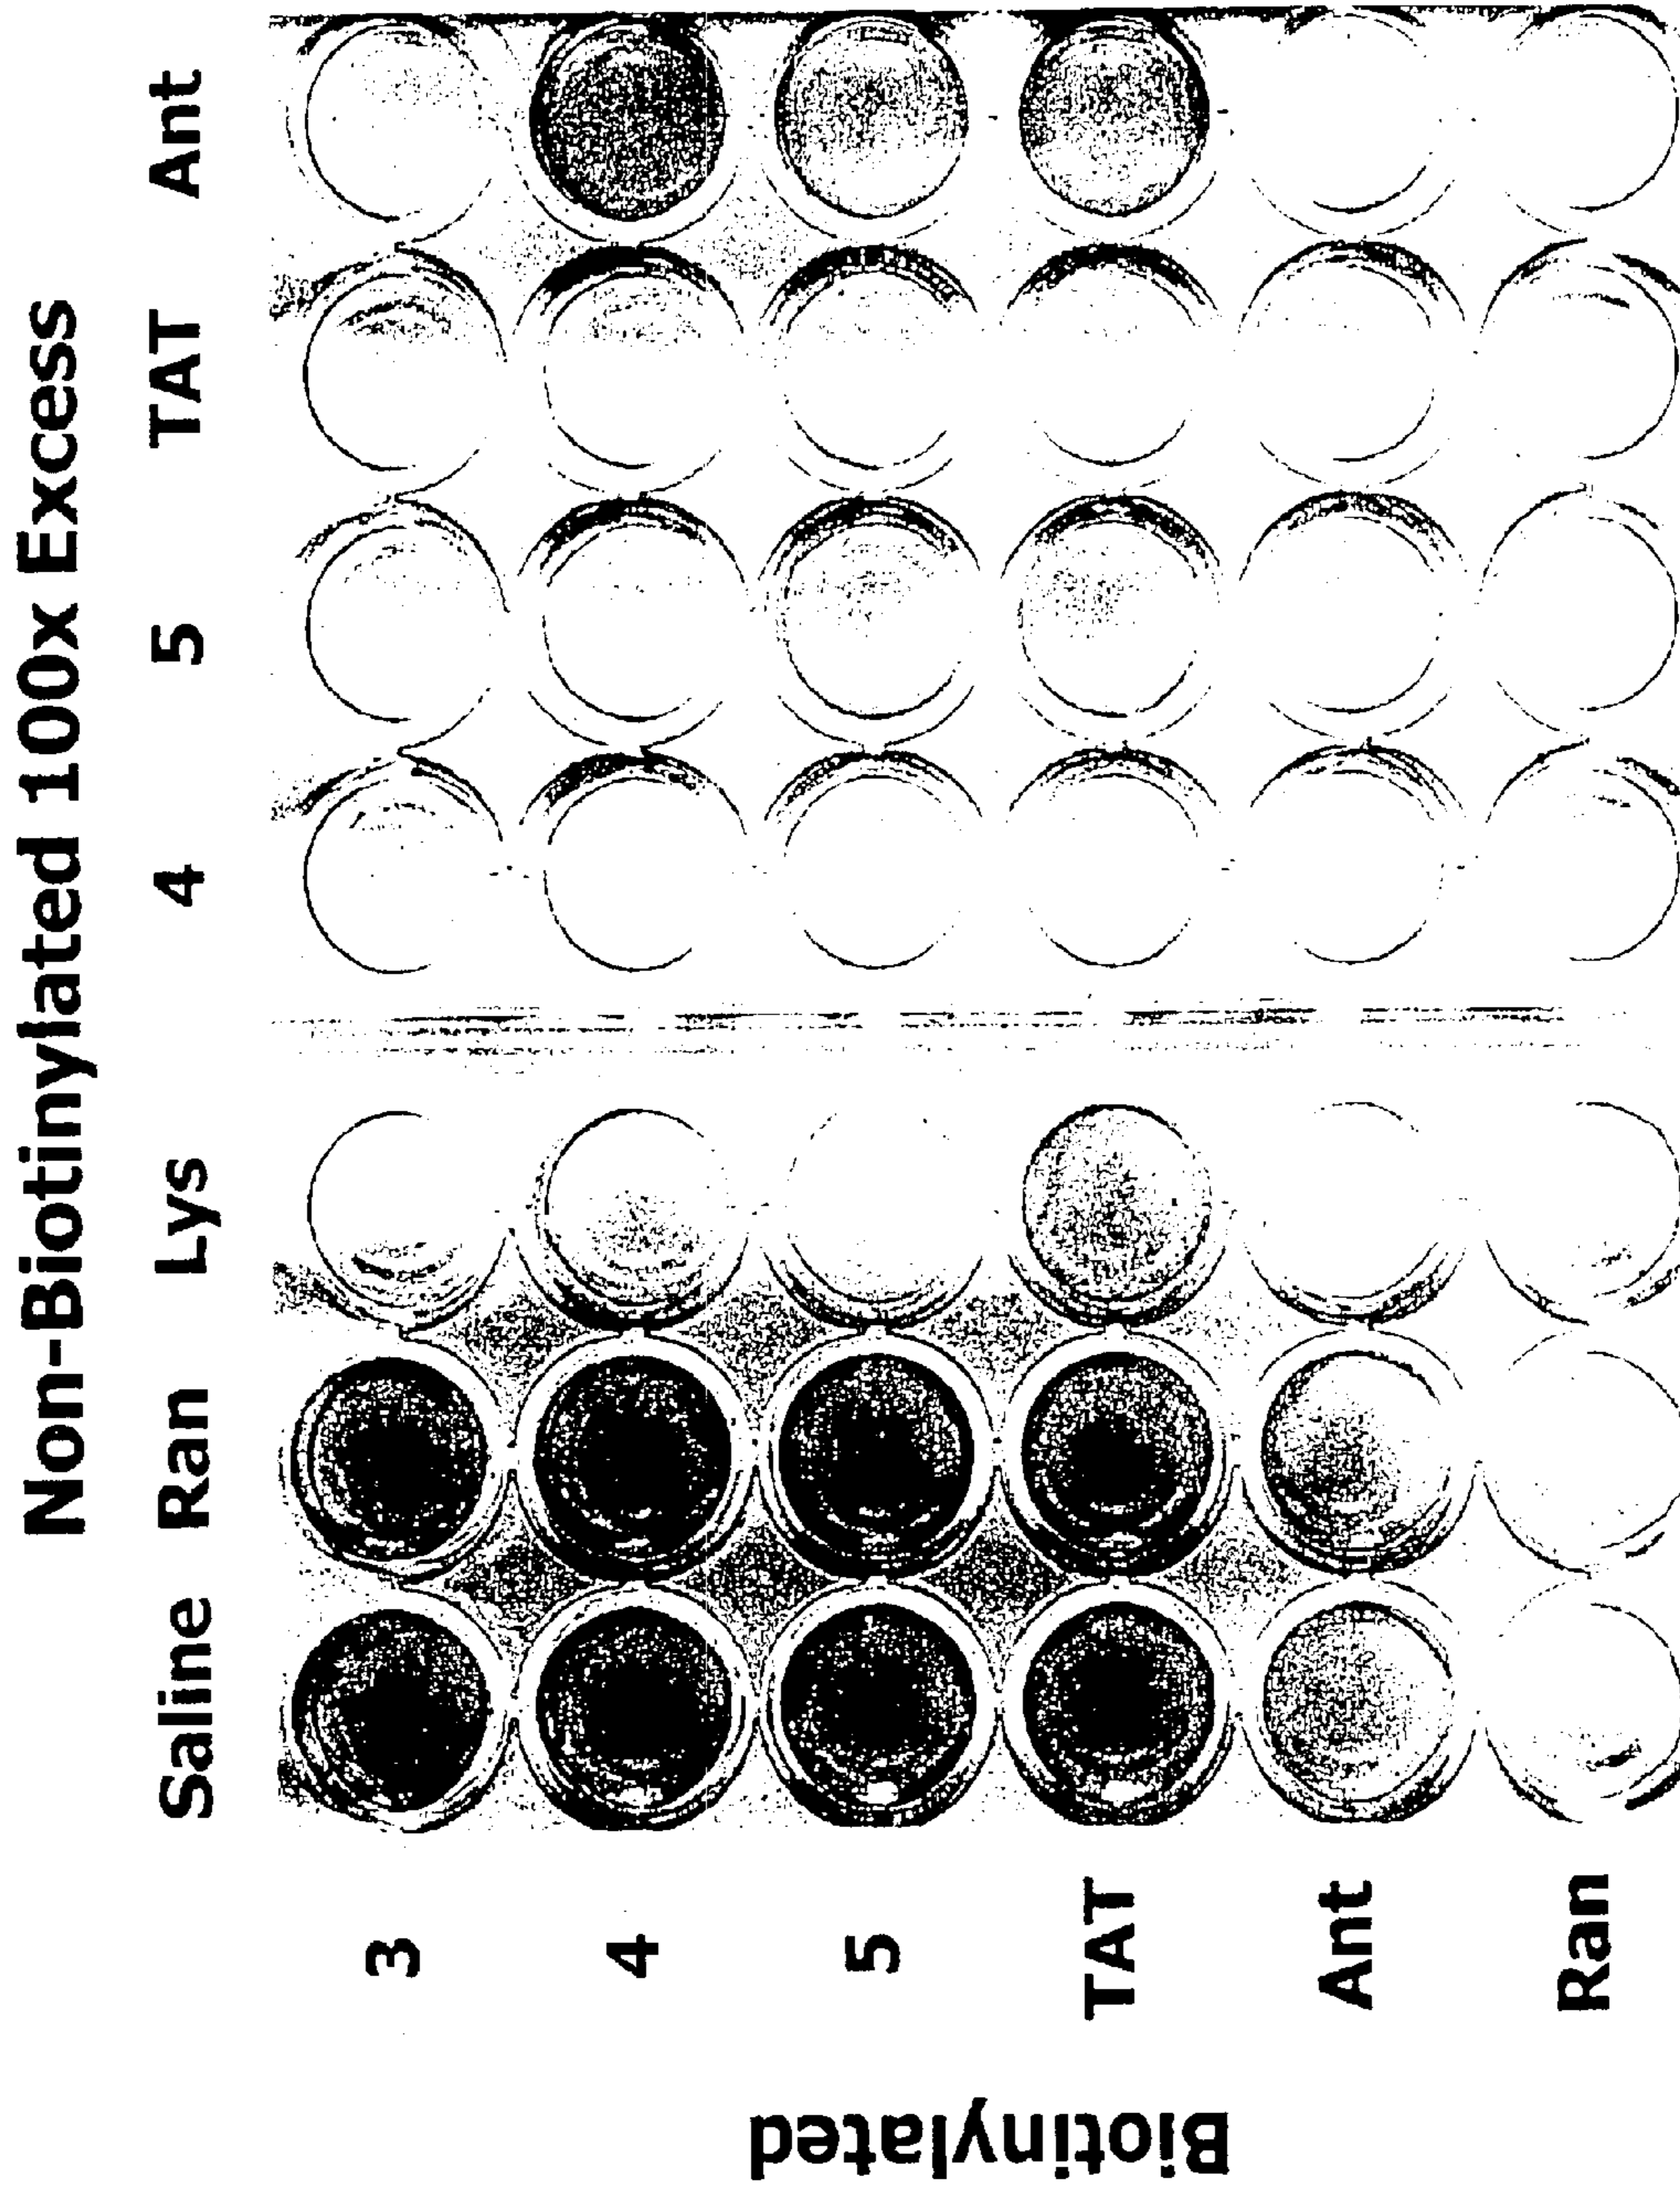 Non-Biotinylated 100x Excess
Saline Ran Lys 4 5 TAT Ant
Biotinylated
3
4
5
TAT
Ant
Ran